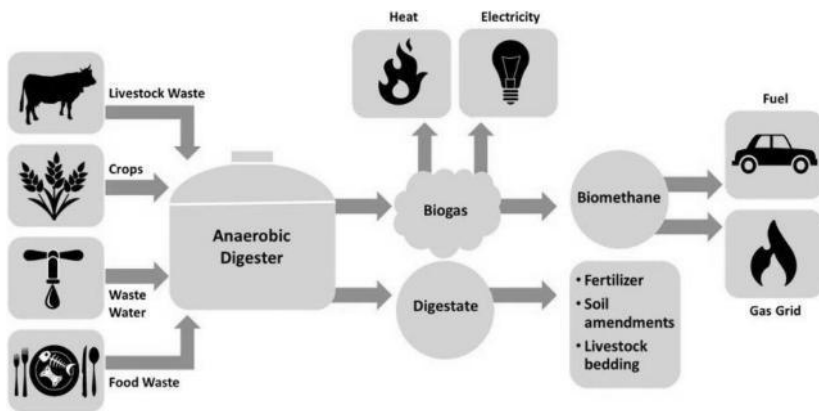 Heat
Electricity
Livestock Waste
Fuel
Crops
Anaerobic
Digester
Biogas
Biomethane
Waste
Water
Digestate
• Fertilizer
• Soil
amendments
• Livestock
bedding
Gas Grid
Food Waste